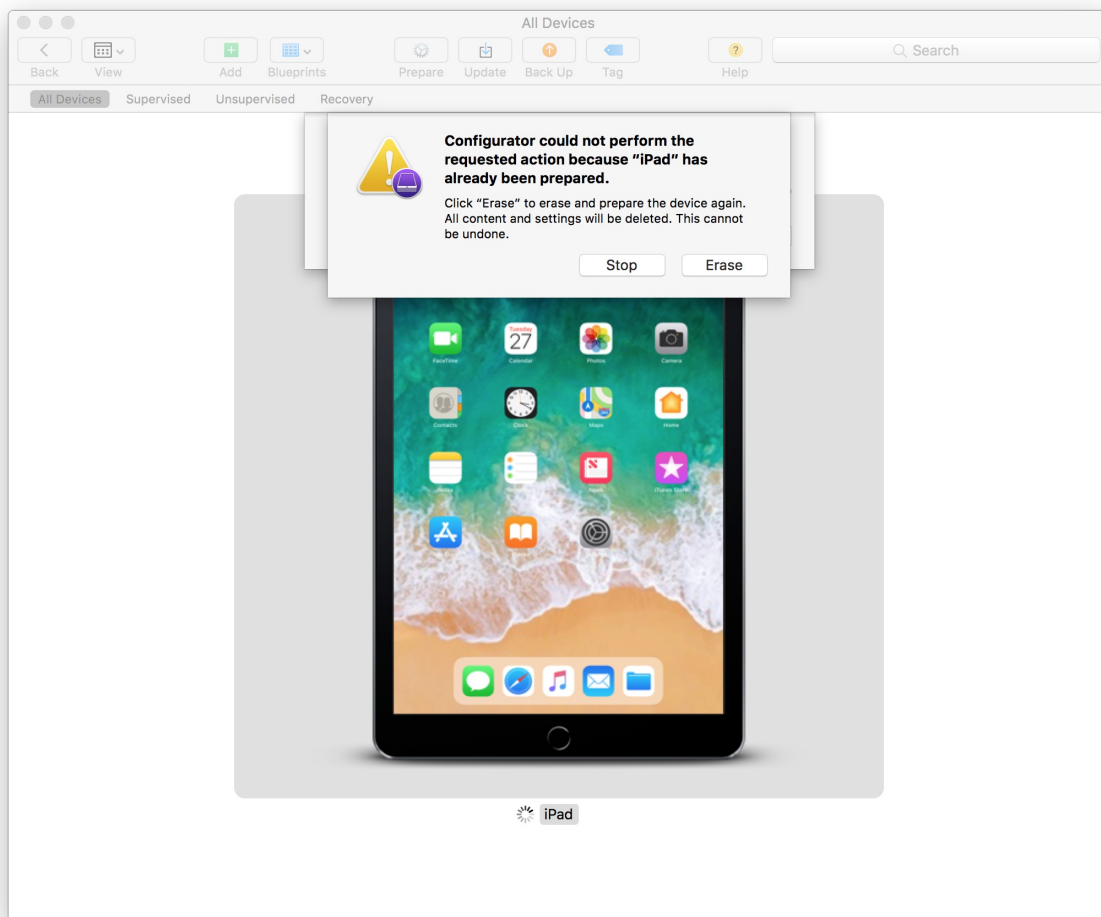 All Devices
Back
View
Add
Blueprints
Prepare
Update
Back Up
Tag
Help
Search
All Devices
Supervised
Unsupervised
Recovery
Configurator could not perform the
requested action because “iPad” has
already been prepared.
Click “Erase” to erase and prepare the device again.
All content and settings will be deleted. This cannot
be undone.
Stop
Erase
Tuesday
27
FaceTime
Calendar
Photos
Camera
Contacts
Clock
Maps
Home
iTunes Store
iPad